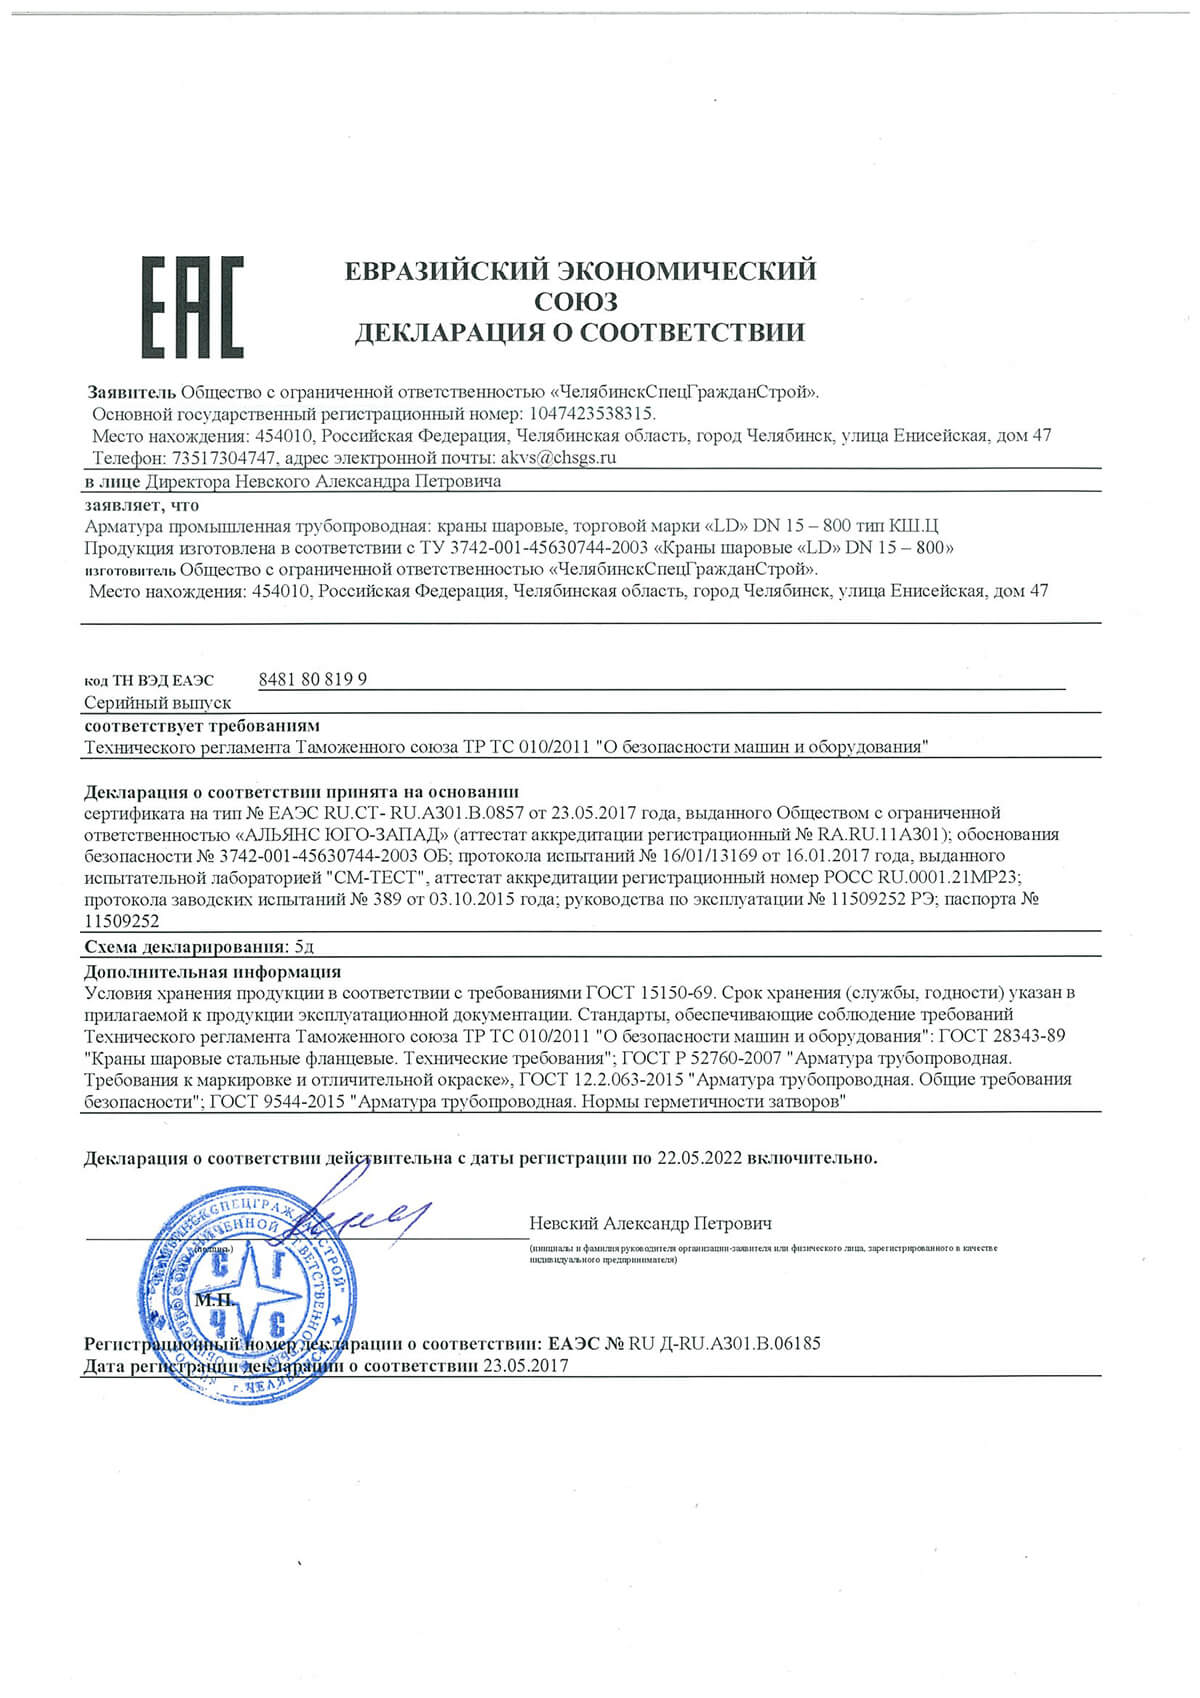 EAC
ЕВРАЗИЙСКИЙ ЭКОНОМИЧЕСКИЙ
СОЮЗ
ДЕКЛАРАЦИЯ О СООТВЕТСТВИИ
Заявитель Общество с ограниченной ответственностью «ЧелябинскСпецГражданСтрой».
Основной государственный регистрационный номер: 1047423538315.
Место нахождения: 454010, Российская Федерация, Челябинская область, город Челябинск, улица Енисейская, дом 47
Телефон: 73517304747, адрес электронной почты: akvs@chsgs.ru
в лице Директора Невского Александра Петровича
заявляет, что
Арматура промышленная трубопроводная: краны шаровые, торговой марки «LD» DN 15 – 800 тип КШ.Ц
Продукция изготовлена в соответствии с ТУ 3742-001-45630744-2003 «Краны шаровые «LD» DN 15 – 800»
изготовитель Общество с ограниченной ответственностью «ЧелябинскСпецГражданСтрой».
Место нахождения: 454010, Российская Федерация, Челябинская область, город Челябинск, улица Енисейская, дом 47
код ТН ВЭД ЕАЭС 8481 80 819 9
Серийный выпуск
соответствует требованиям
Технического регламента Таможенного союза ТР ТС 010/2011 "О безопасности машин и оборудования"
Декларация о соответствии принята на основании
сертификата на тип № ЕАЭС RU.СТ- RU.АЗ01.В.0857 от 23.05.2017 года, выданного Обществом с ограниченной
ответственностью «АЛЬЯНС ЮГО-ЗАПАД» (аттестат аккредитации регистрационный № RA.RU.11АЗ01); обоснования
безопасности № 3742-001-45630744-2003 ОБ; протокола испытаний № 16/01/13169 от 16.01.2017 года, выданного
испытательной лабораторией "СМ-ТЕСТ", аттестат аккредитации регистрационный номер РОСС RU.0001.21МР23;
протокола заводских испытаний № 389 от 03.10.2015 года; руководства по эксплуатации № 11509252 РЭ; паспорта №
11509252
Схема декларирования: 5д
Дополнительная информация
Условия хранения продукции в соответствии с требованиями ГОСТ 15150-69. Срок хранения (службы, годности) указан в
прилагаемой к продукции эксплуатационной документации. Стандарты, обеспечивающие соблюдение требований
Технического регламента Таможенного союза ТР ТС 010/2011 "О безопасности машин и оборудования": ГОСТ 28343-89
"Краны шаровые стальные фланцевые. Технические требования"; ГОСТ Р 52760-2007 "Арматура трубопроводная.
Требования к маркировке и отличительной окраске», ГОСТ 12.2.063-2015 "Арматура трубопроводная. Общие требования
безопасности"; ГОСТ 9544-2015 "Арматура трубопроводная. Нормы герметичности затворов"
Декларация о соответствии действительна с даты регистрации по 22.05.2022 включительно.
Невский Александр Петрович
(подпись)
(инициалы и фамилия руководителя организации-заявителя или физического лица, зарегистрированного в качестве
индивидуального предпринимателя)
С Г
М.П.
Ч С
г. ЧЕЛЯБИНСК
Регистрационный номер декларации о соответствии: ЕАЭС № RU Д-RU.АЗ01.В.06185
Дата регистрации декларации о соответствии 23.05.2017